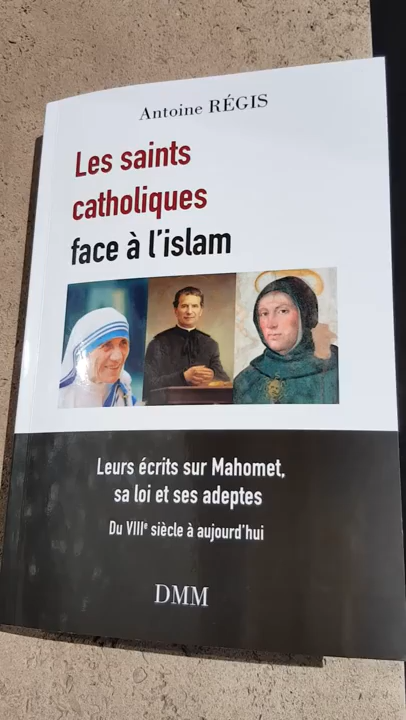 Antoine RÉGIS
Les saints
catholiques
face à l'islam
Leurs écrits sur Mahomet,
sa loi et ses adeptes
Du VIIIe siècle à aujourd'hui
DMM